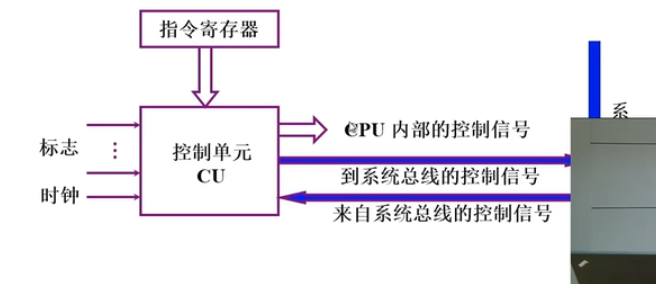 指令寄存器
标志
时钟
控制单元
CU
CPU 内部的控制信号
到系统总线的控制信号
来自系统总线的控制信号
系